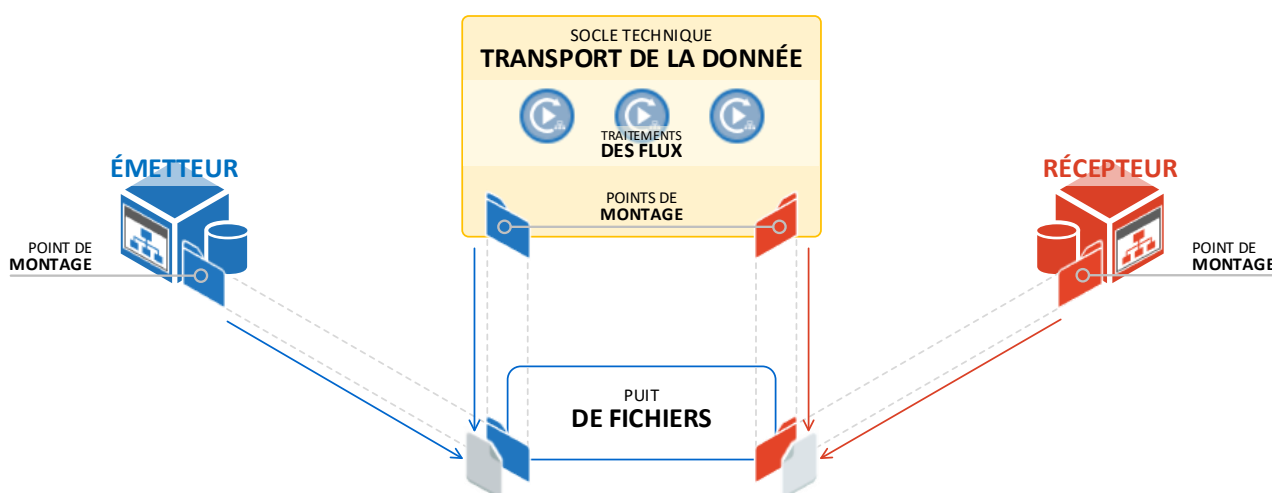 SOCLE TECHNIQUE
TRANSPORT DE LA DONNÉE
TRAITEMENTS
DES FLUX
ÉMETTEUR
RÉCEPTEUR
POINTS DE
MONTAGE
POINT DE
MONTAGE
POINT DE
MONTAGE
PUIT
DE FICHIERS